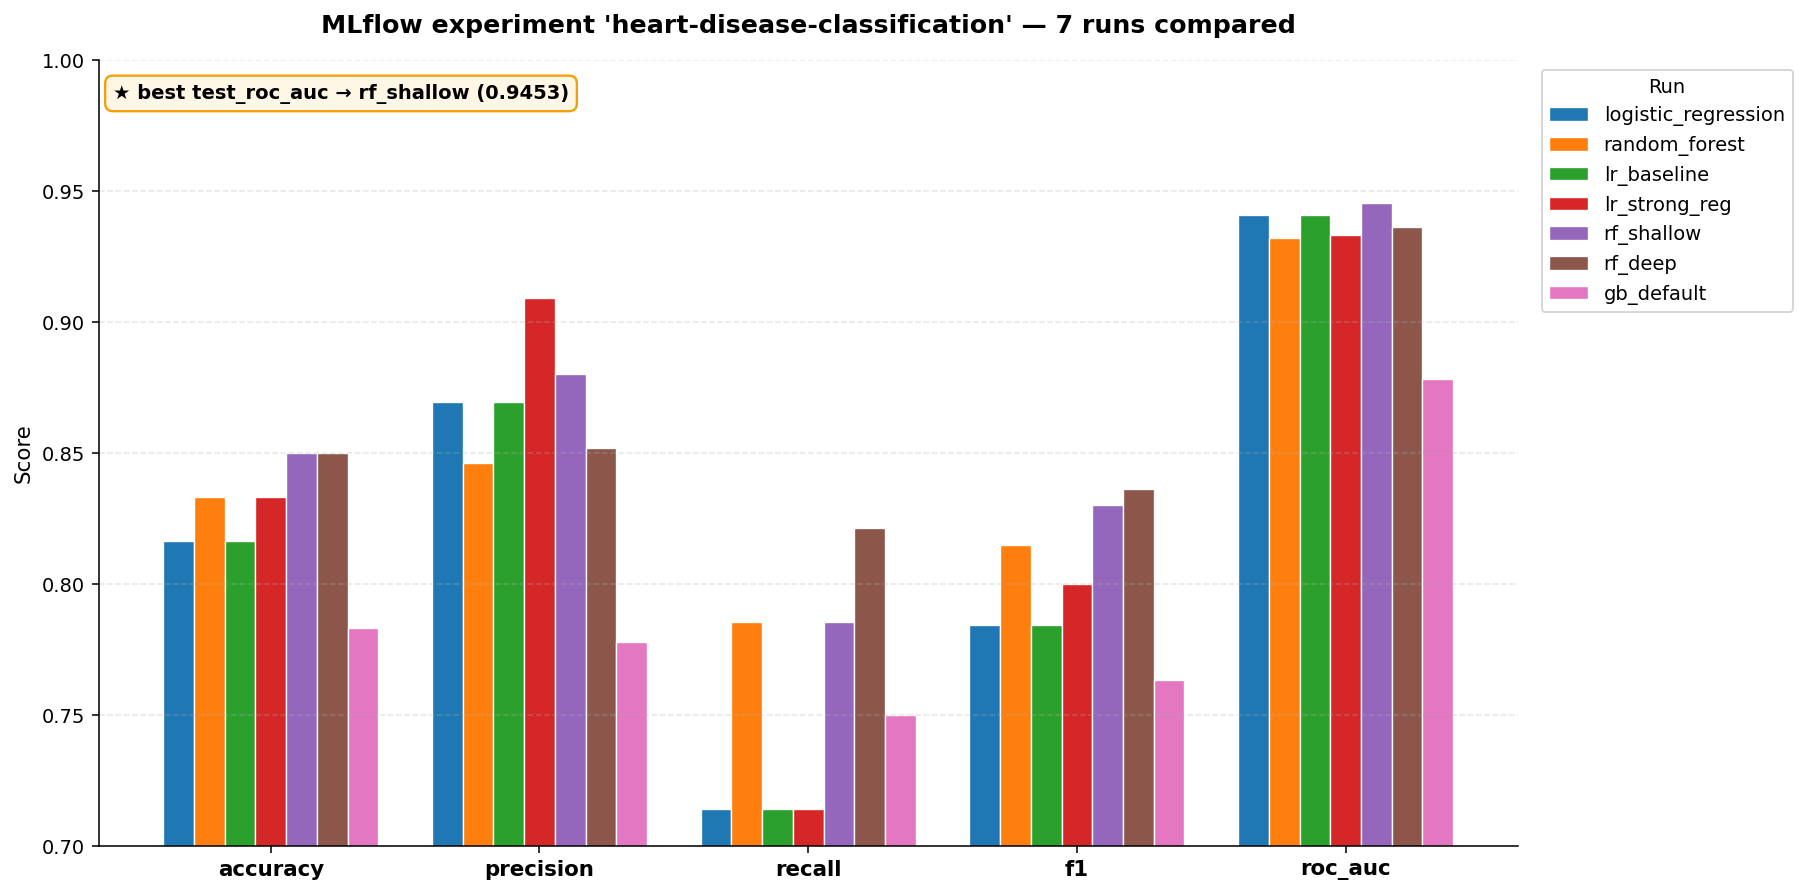 MLflow experiment 'heart-disease-classification' — 7 runs compared
★ best test_roc_auc → rf_shallow (0.9453)
Run
logistic_regression
random_forest
lr_baseline
lr_strong_reg
rf_shallow
rf_deep
gb_default
Score
1.00
0.95
0.90
0.85
0.80
0.75
0.70
accuracy precision recall f1 roc_auc